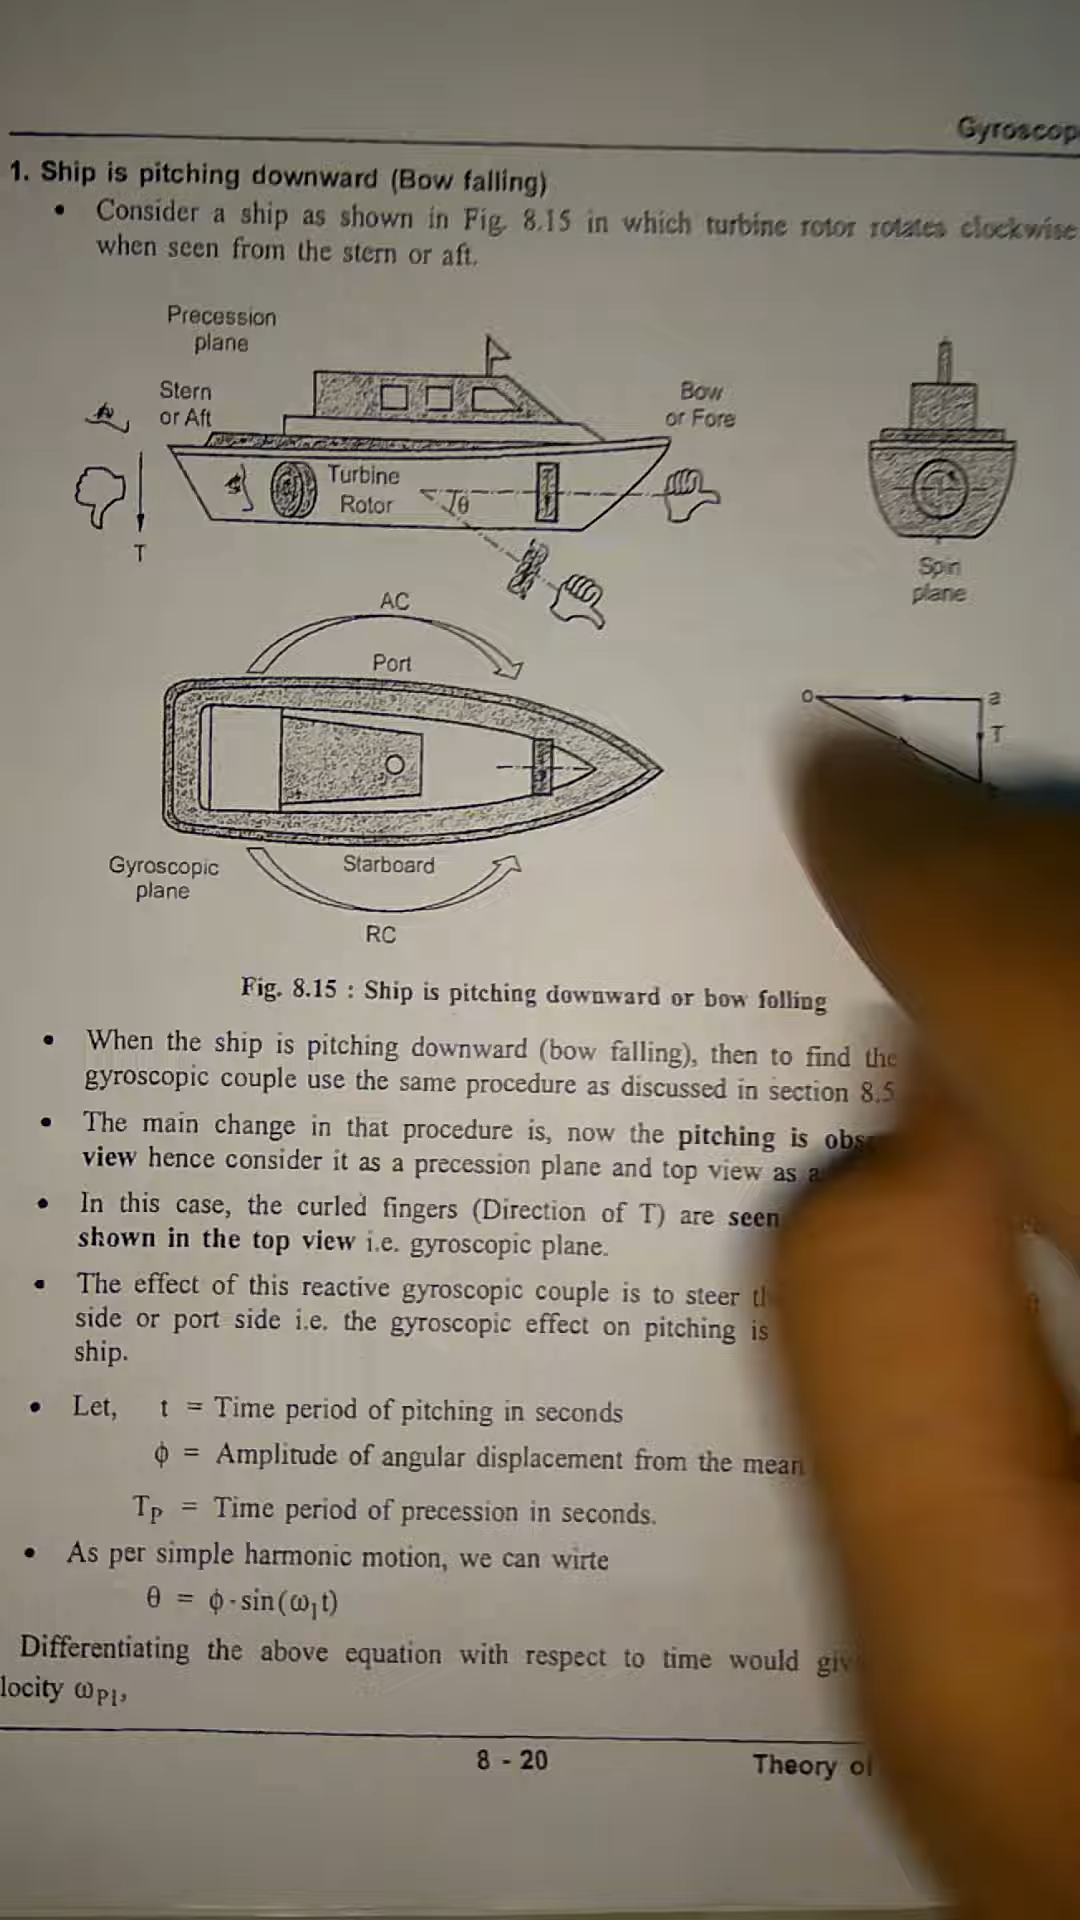 Gyroscop
1. Ship is pitching downward (Bow falling)
• Consider a ship as shown in Fig. 8.15 in which turbine rotor rotates clockwise
when seen from the stern or aft.
Precession
plane
Stern
or Aft
Bow
or Fore
Turbine
Rotor
θ
T
Spin
plane
AC
Port
o
a
T
Gyroscopic
plane
Starboard
RC
Fig. 8.15 : Ship is pitching downward or bow folling
• When the ship is pitching downward (bow falling), then to find the
gyroscopic couple use the same procedure as discussed in section 8.5
• The main change in that procedure is, now the pitching is obs
view hence consider it as a precession plane and top view as a
• In this case, the curled fingers (Direction of T) are seen
shown in the top view i.e. gyroscopic plane.
• The effect of this reactive gyroscopic couple is to steer th
side or port side i.e. the gyroscopic effect on pitching is
ship.
• Let, t = Time period of pitching in seconds
ϕ = Amplitude of angular displacement from the mean
T_P = Time period of precession in seconds.
• As per simple harmonic motion, we can wirte
θ = ϕ · sin(ω₁t)
Differentiating the above equation with respect to time would giv
locity ω_P1,
8 - 20
Theory of